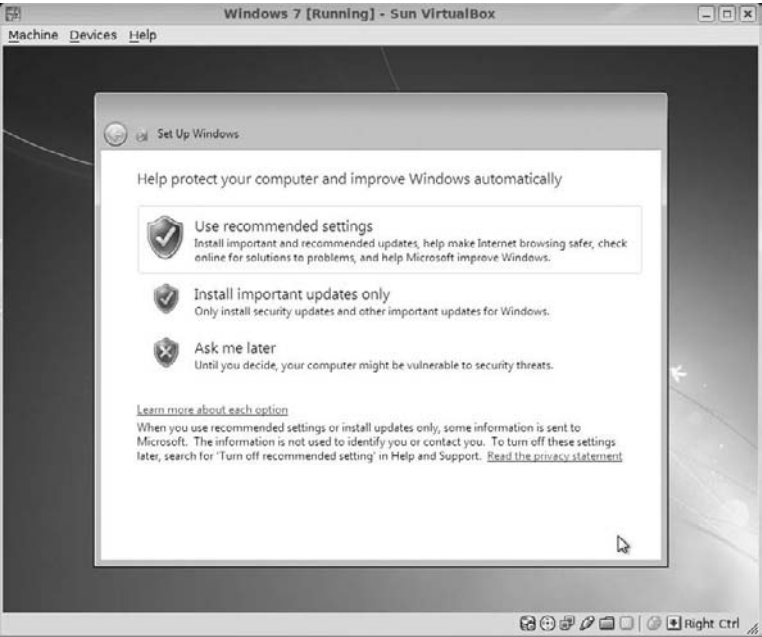 Windows 7 [Running] - Sun VirtualBox
Machine Devices Help
Set Up Windows
Help protect your computer and improve Windows automatically
Use recommended settings
Install important and recommended updates, help make Internet browsing safer, check
online for solutions to problems, and help Microsoft improve Windows.
Install important updates only
Only install security updates and other important updates for Windows.
Ask me later
Until you decide, your computer might be vulnerable to security threats.
Learn more about each option
When you use recommended settings or install updates only, some information is sent to
Microsoft. The information is not used to identify you or contact you. To turn off these settings
later, search for 'Turn off recommended setting' in Help and Support. Read the privacy statement
Right Ctrl